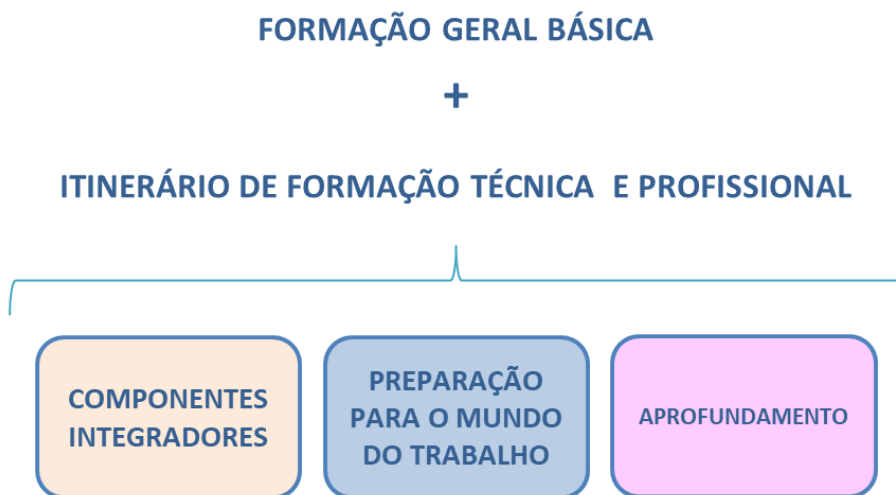 FORMAÇÃO GERAL BÁSICA
+
ITINERÁRIO DE FORMAÇÃO TÉCNICA E PROFISSIONAL
COMPONENTES
INTEGRADORES
PREPARAÇÃO
PARA O MUNDO
DO TRABALHO
APROFUNDAMENTO